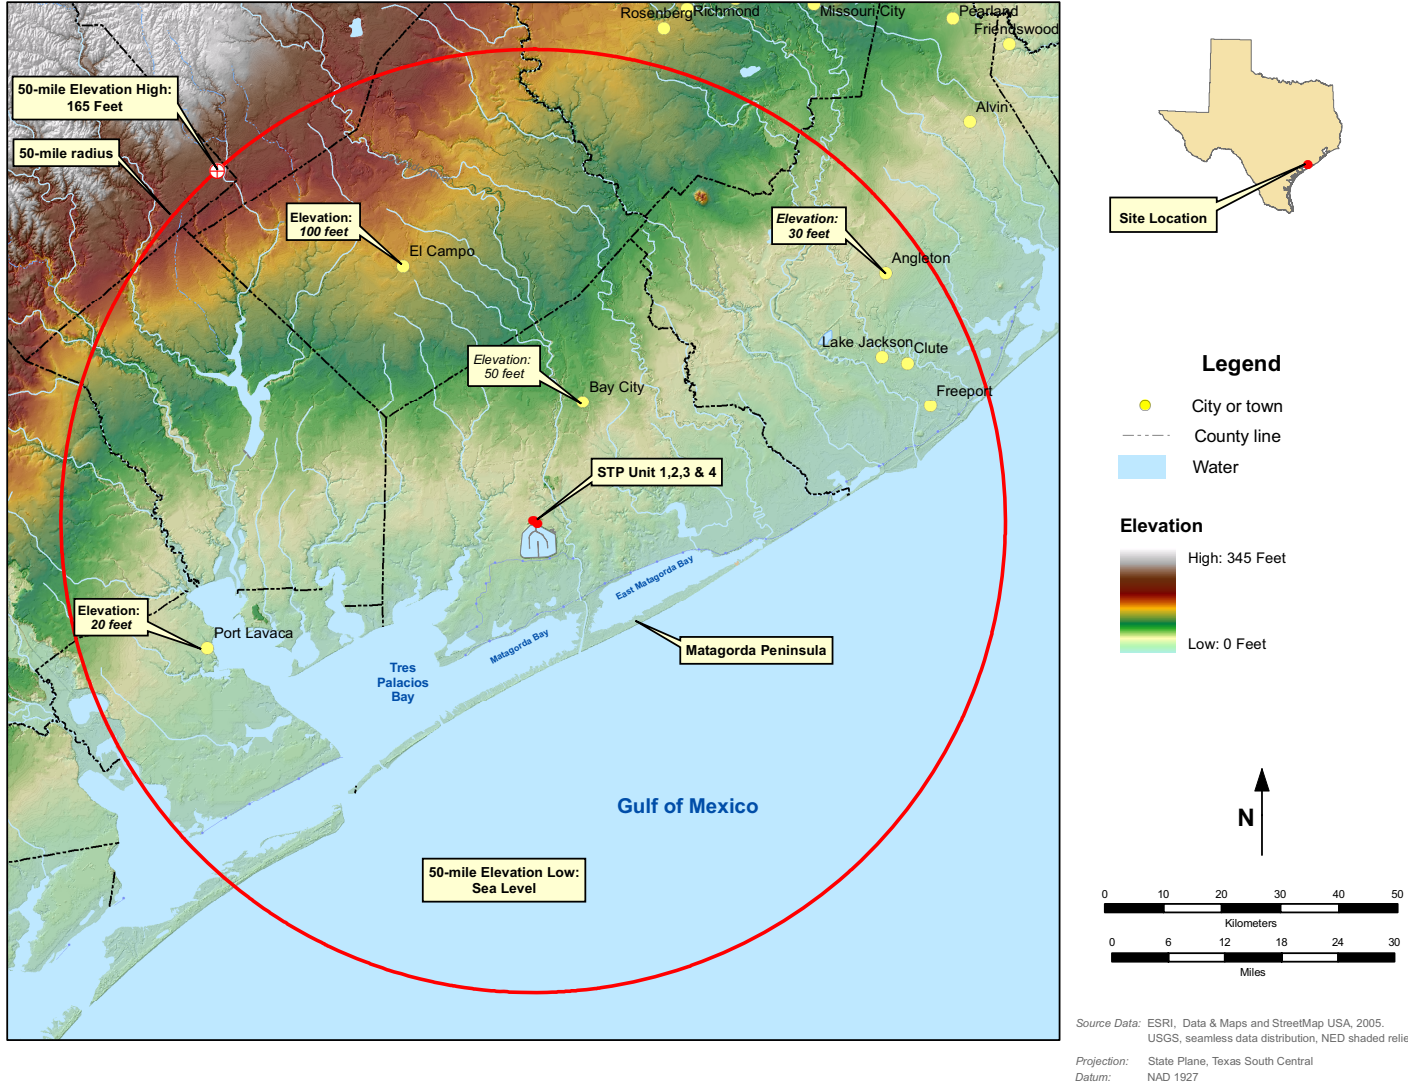 Rosenberg
Richmond
Missouri City
Pearland
Friendswood
50-mile Elevation High:
165 Feet
Alvin
50-mile radius
Elevation:
100 feet
El Campo
Elevation:
30 feet
Angleton
Site Location
Lake Jackson
Clute
Elevation:
50 feet
Bay City
Freeport
STP Unit 1,2,3 & 4
East Matagorda Bay
Elevation:
20 feet
Port Lavaca
Matagorda Bay
Matagorda Peninsula
Tres
Palacios
Bay
Gulf of Mexico
50-mile Elevation Low:
Sea Level
Legend
City or town
County line
Water
Elevation
High: 345 Feet
Low: 0 Feet
N
0 10 20 30 40 50
Kilometers
0 6 12 18 24 30
Miles
Source Data: ESRI, Data & Maps and StreetMap USA, 2005.
USGS, seamless data distribution, NED shaded relie
Projection: State Plane, Texas South Central
Datum: NAD 1927